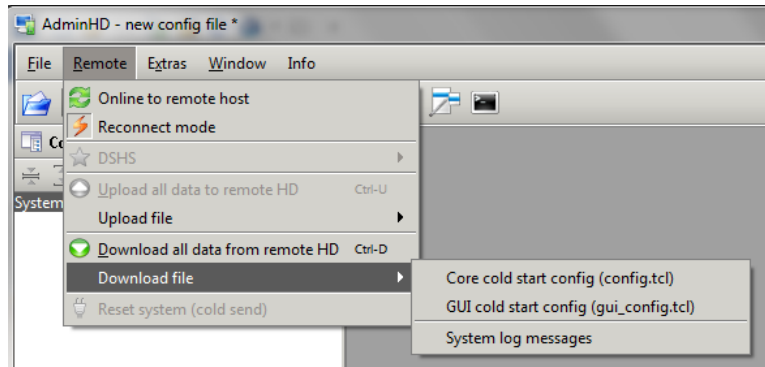 AdminHD - new config file *
File Remote Extras Window Info
Online to remote host
Reconnect mode
DSHS
System
Upload all data to remote HD Ctrl-U
Upload file
Download all data from remote HD Ctrl-D
Download file
Core cold start config (config.tcl)
Reset system (cold send)
GUI cold start config (gui_config.tcl)
System log messages